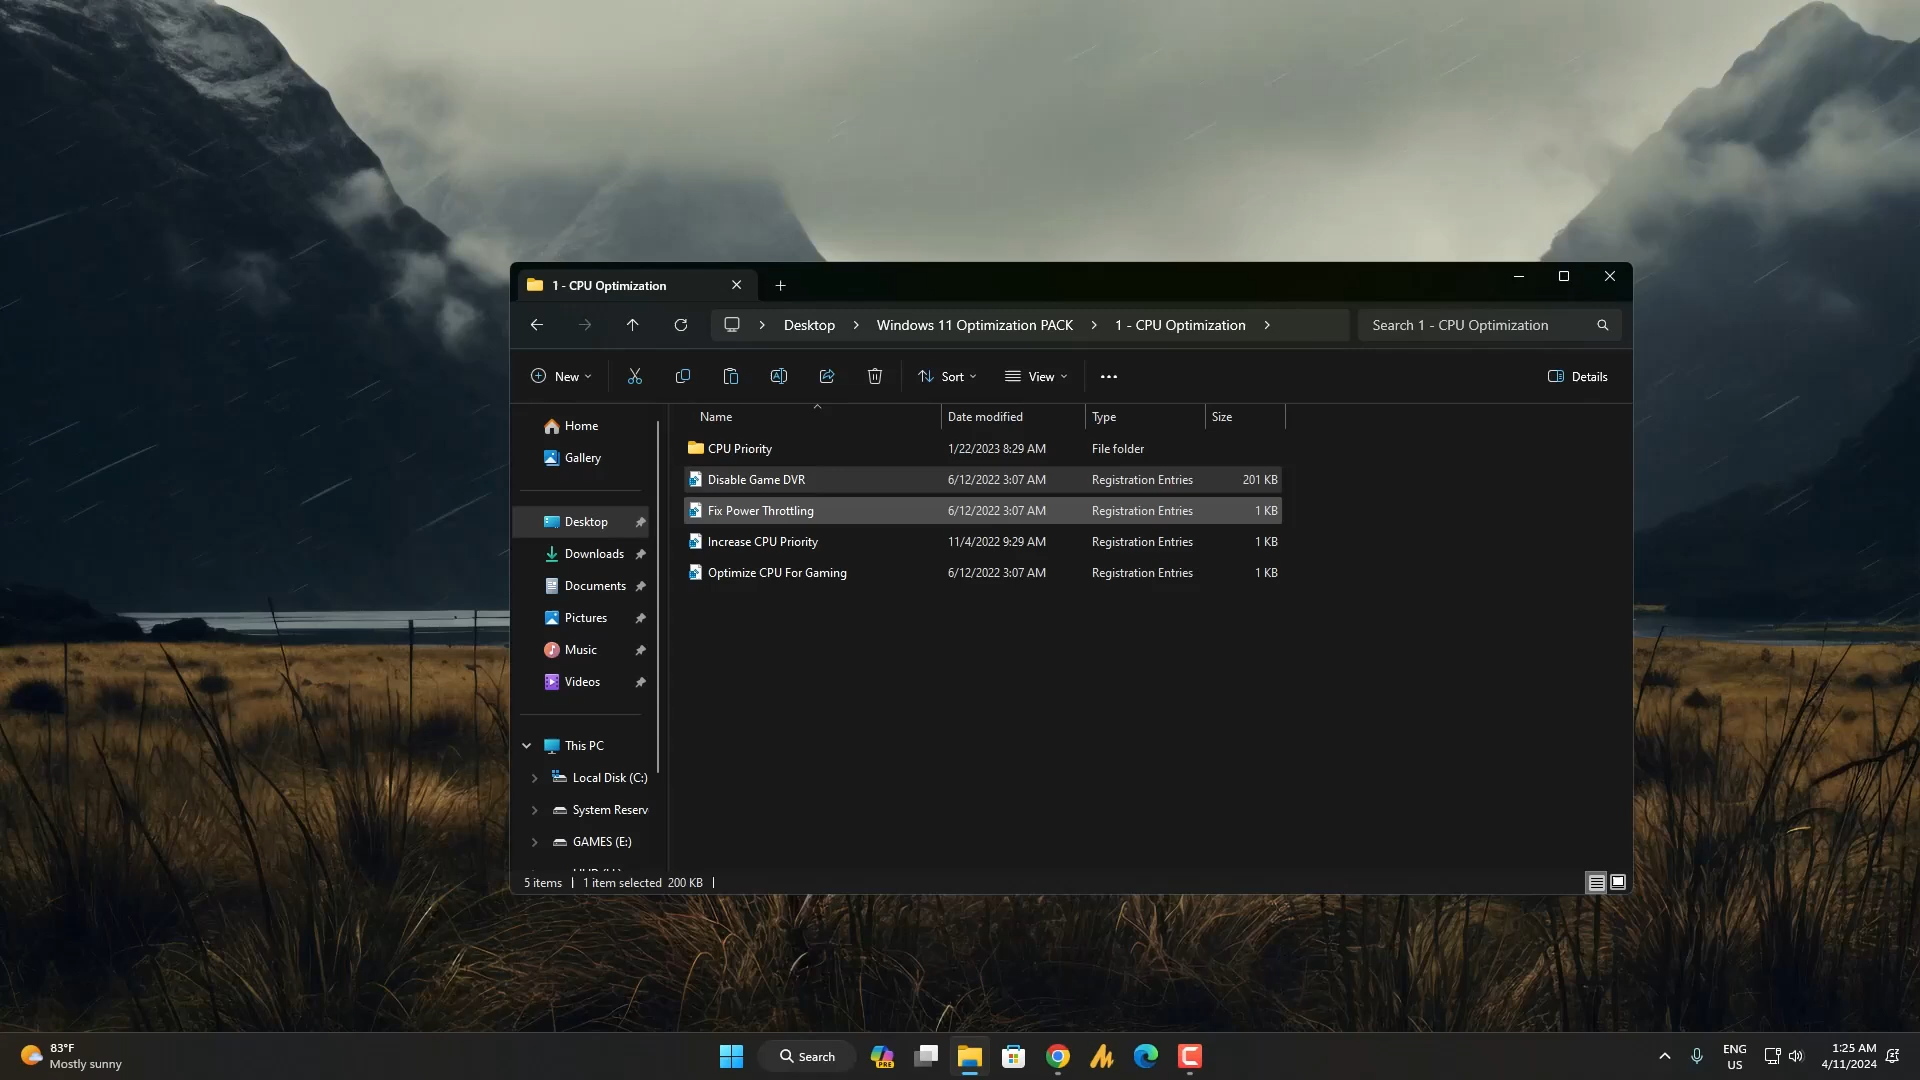 1 - CPU Optimization
Desktop Windows 11 Optimization PACK 1 - CPU Optimization Search 1 - CPU Optimization
New Sort View Details
Name Date modified Type Size
Home
Gallery
Desktop
Downloads
Documents
Pictures
Music
Videos
This PC
Local Disk (C:)
System Reserv
GAMES (E:)
CPU Priority 1/22/2023 8:29 AM File folder
Disable Game DVR 6/12/2022 3:07 AM Registration Entries 201 KB
Fix Power Throttling 6/12/2022 3:07 AM Registration Entries 1 KB
Increase CPU Priority 11/4/2022 9:29 AM Registration Entries 1 KB
Optimize CPU For Gaming 6/12/2022 3:07 AM Registration Entries 1 KB
5 items 1 item selected 200 KB
83°F
Mostly sunny
Search
PRE
ENG
US
1:25 AM
4/11/2024